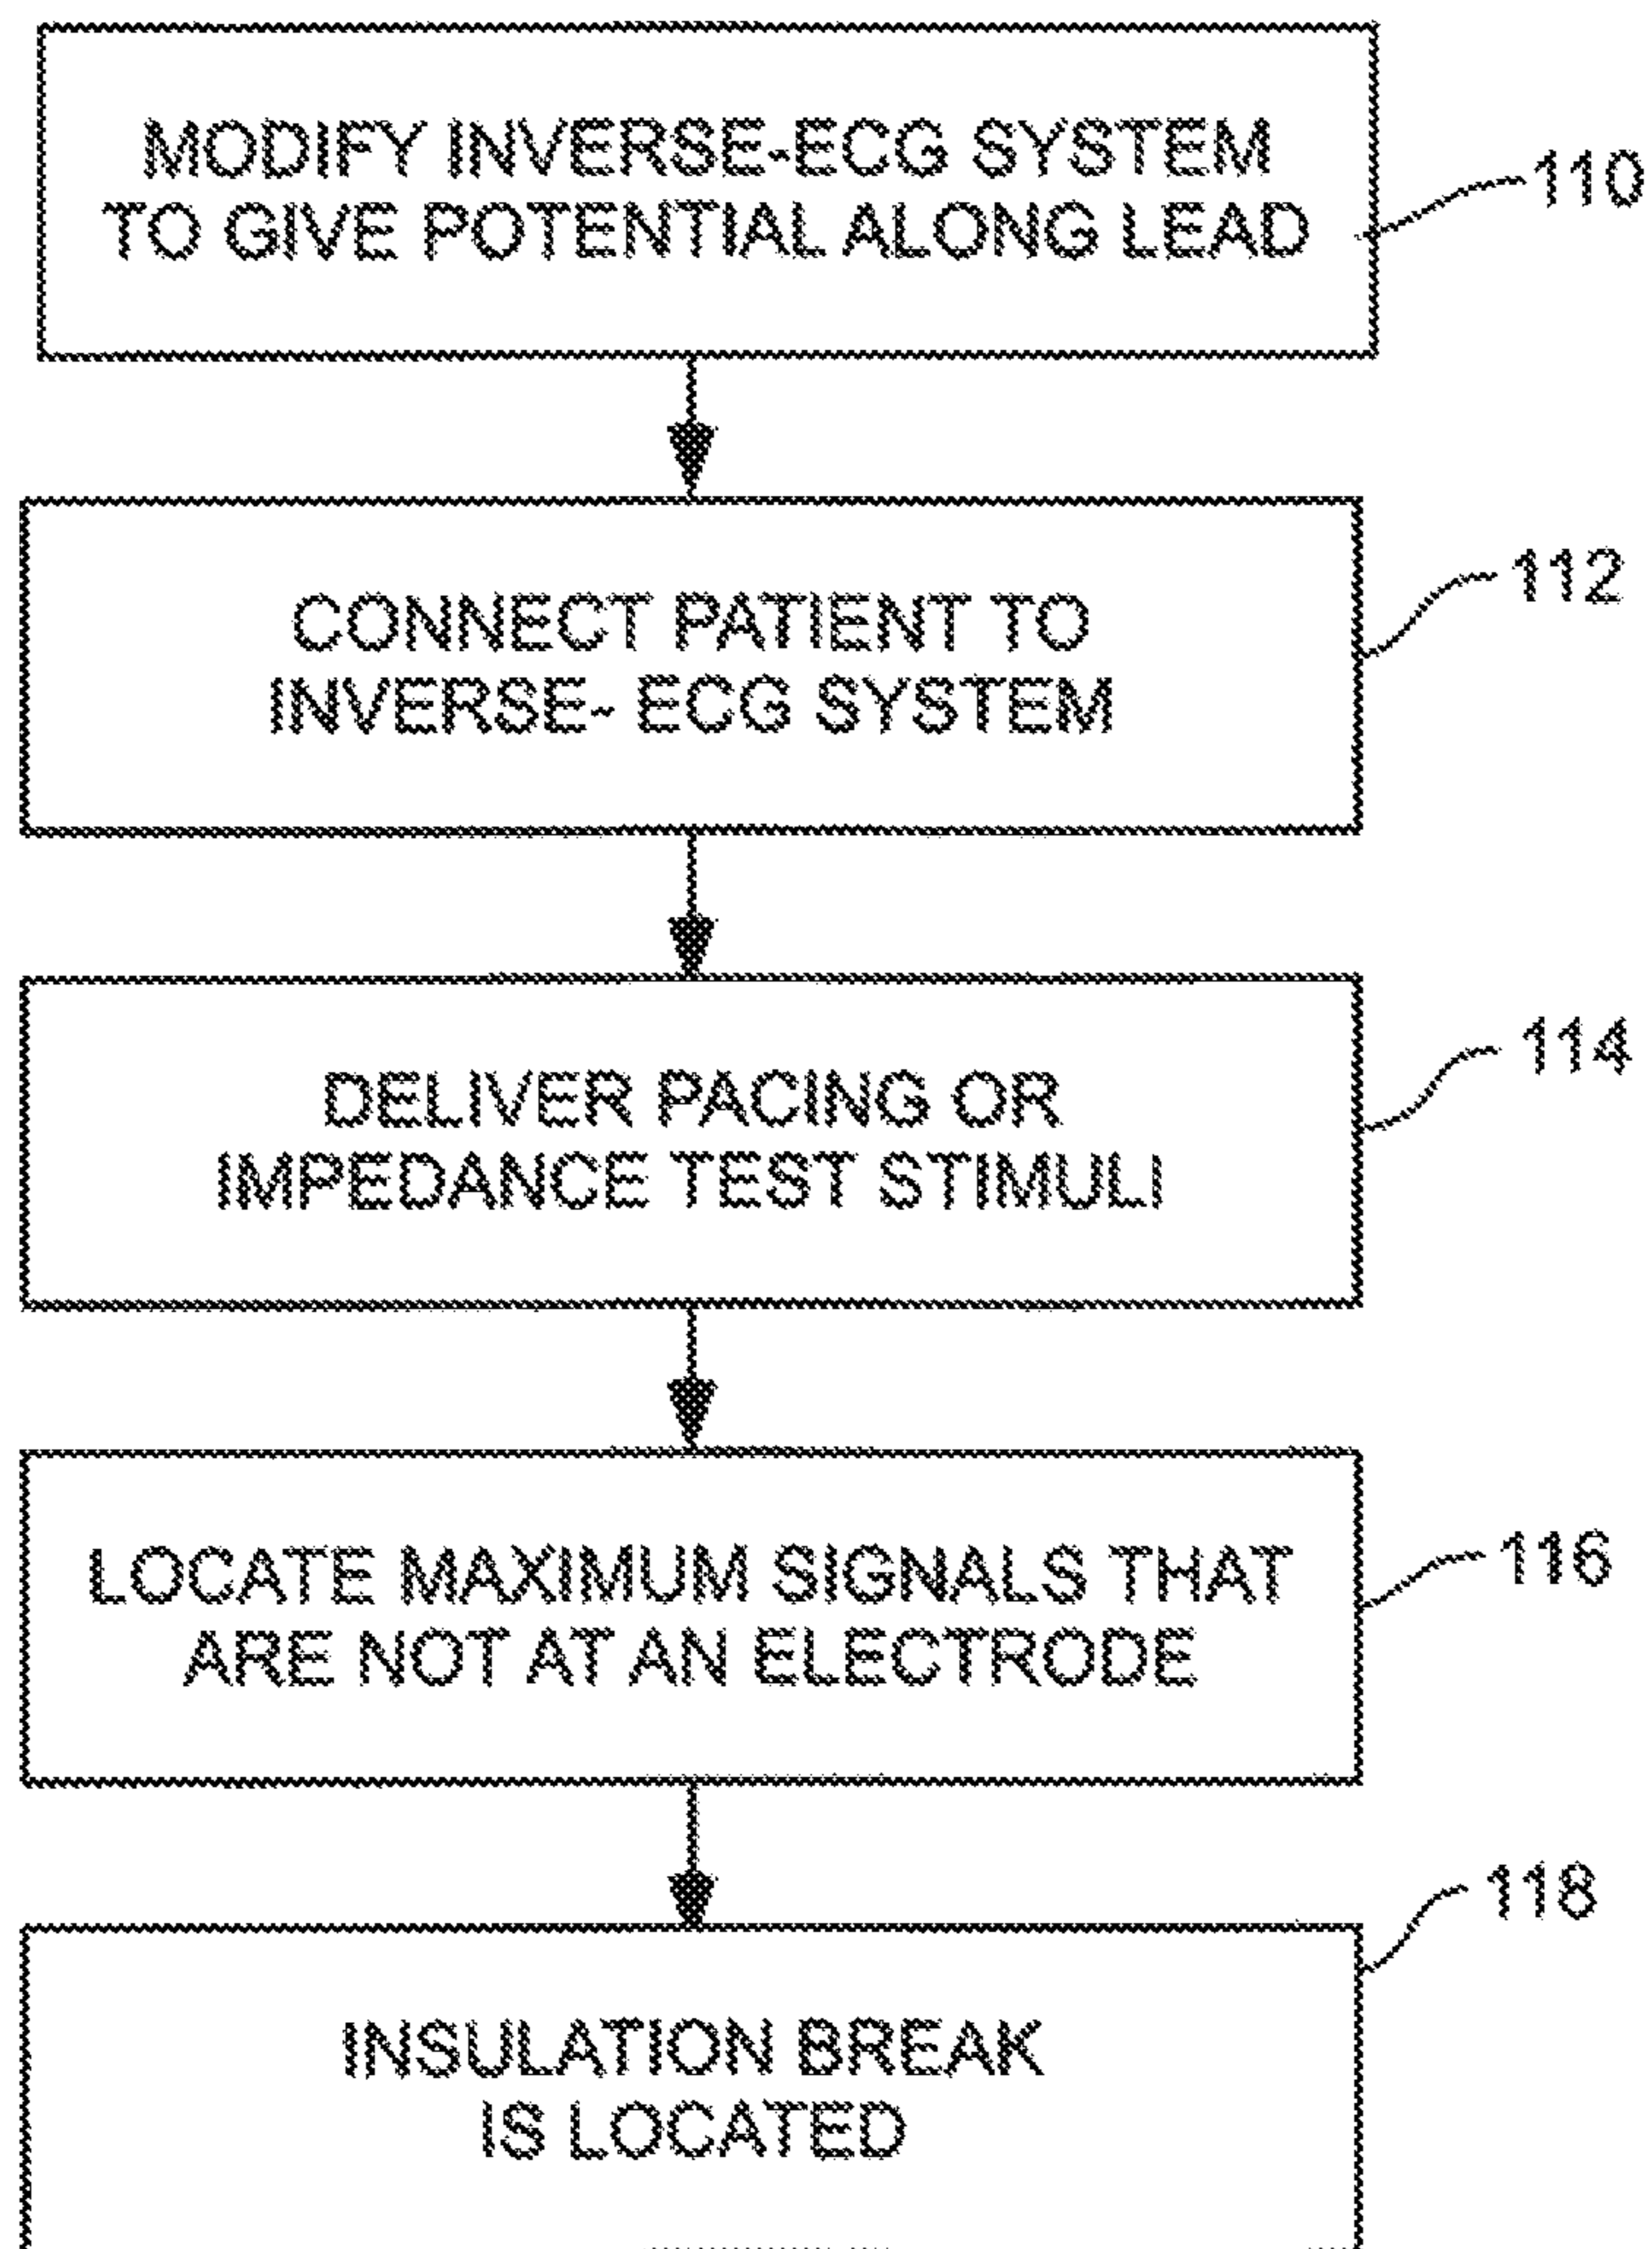 MODIFY INVERSE-ECG SYSTEM
TO GIVE POTENTIAL ALONG LEAD
110
CONNECT PATIENT TO
INVERSE- ECG SYSTEM
112
DELIVER PACING OR
IMPEDANCE TEST STIMULI
114
LOCATE MAXIMUM SIGNALS THAT
ARE NOT AT AN ELECTRODE
116
INSULATION BREAK
IS LOCATED
118